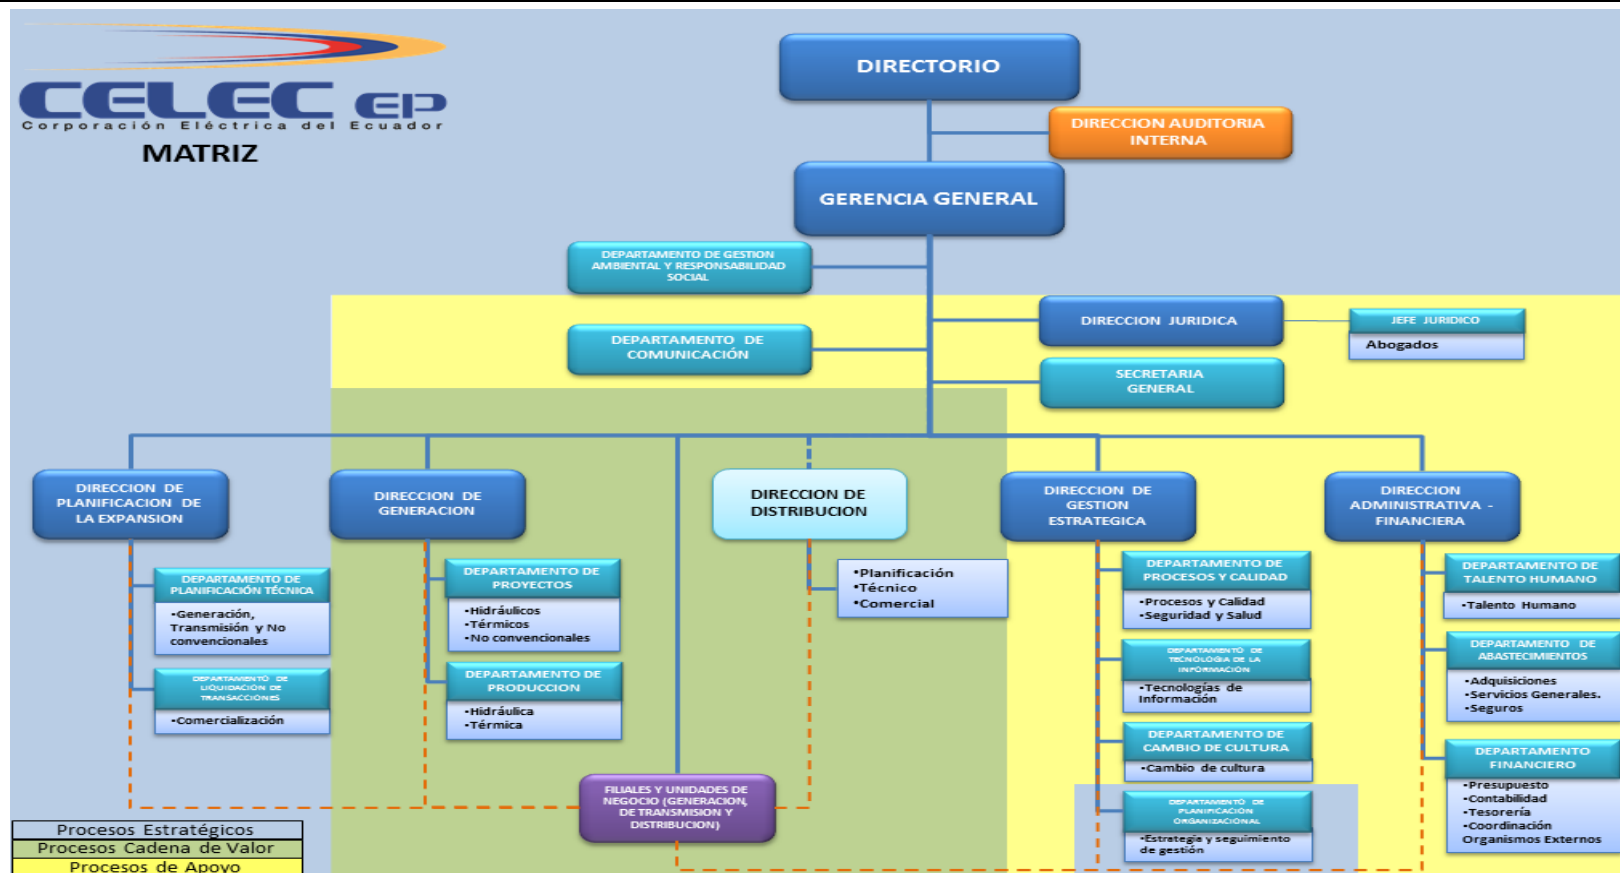 CELEC EP
Corporación Eléctrica del Ecuador
MATRIZ
DIRECTORIO
DIRECCION AUDITORIA
INTERNA
GERENCIA GENERAL
DEPARTAMENTO DE GESTION
AMBIENTAL Y RESPONSABILIDAD
SOCIAL
DIRECCION JURIDICA
JEFE JURIDICO
Abogados
DEPARTAMENTO DE
COMUNICACIÓN
SECRETARIA
GENERAL
DIRECCION DE
PLANIFICACION DE
LA EXPANSION
DEPARTAMENTO DE
PLANIFICACIÓN TÉCNICA
•Generación,
Transmisión y No
convencionales
DEPARTAMENTO DE
LIQUIDACIÓN DE
TRANSACCIONES
•Comercialización
DIRECCION DE
GENERACION
DEPARTAMENTO DE
PROYECTOS
•Hidráulicos
•Térmicos
•No convencionales
DEPARTAMENTO DE
PRODUCCION
•Hidráulica
•Térmica
DIRECCION DE
DISTRIBUCION
•Planificación
•Técnico
•Comercial
FILIALES Y UNIDADES DE
NEGOCIO (GENERACION,
DE TRANSMISION Y
DISTRIBUCION)
DIRECCION DE
GESTION
ESTRATEGICA
DEPARTAMENTO DE
PROCESOS Y CALIDAD
•Procesos y Calidad
•Seguridad y Salud
DEPARTAMENTO DE
TECNOLOGIA DE LA
INFORMACIÓN
•Tecnologías de
Información
DEPARTAMENTO DE
CAMBIO DE CULTURA
•Cambio de cultura
DEPARTAMENTO DE
PLANIFICACIÓN
ORGANIZACIONAL
•Estrategia y seguimiento
de gestión
DIRECCION
ADMINISTRATIVA -
FINANCIERA
DEPARTAMENTO DE
TALENTO HUMANO
•Talento Humano
DEPARTAMENTO DE
ABASTECIMIENTOS
•Adquisiciones
•Servicios Generales.
•Seguros
DEPARTAMENTO
FINANCIERO
•Presupuesto
•Contabilidad
•Tesorería
•Coordinación
Organismos Externos
Procesos Estratégicos
Procesos Cadena de Valor
Procesos de Apoyo